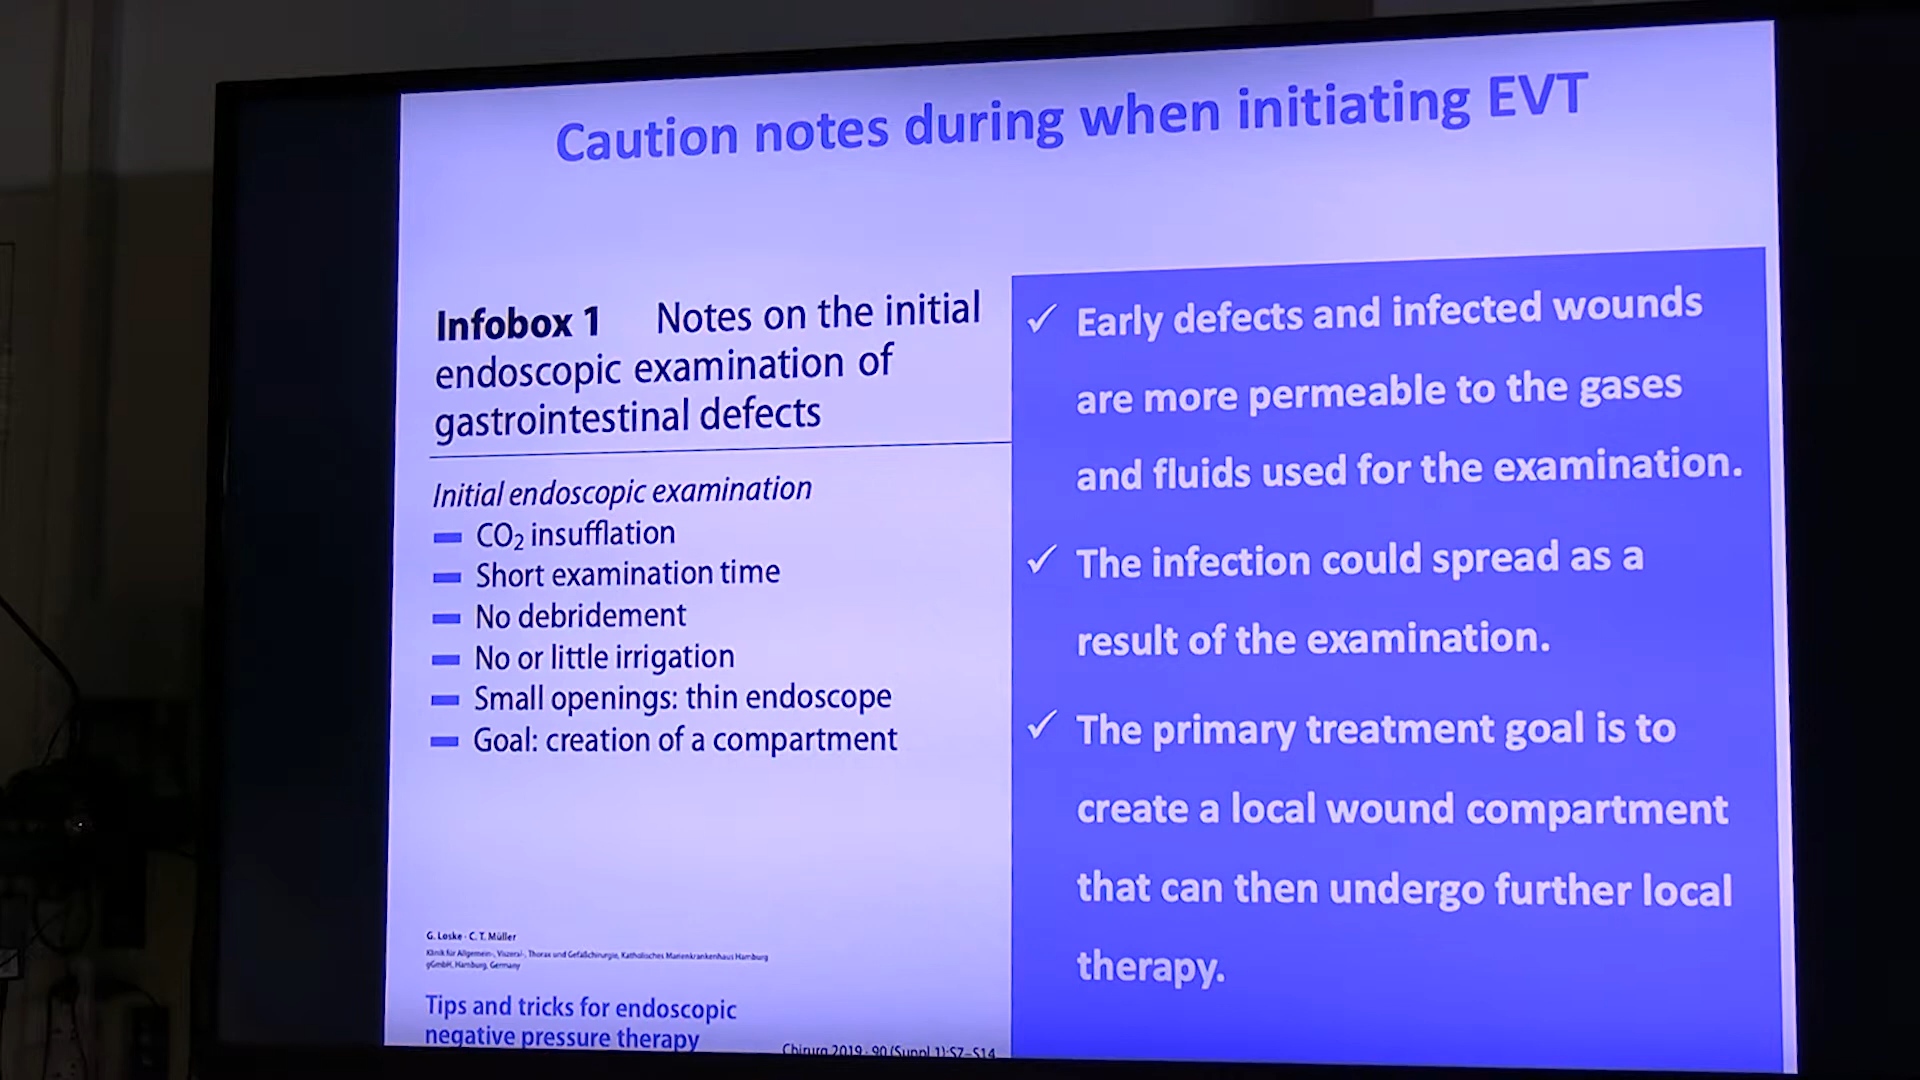 Caution notes during when initiating EVT
Infobox 1 Notes on the initial
endoscopic examination of
gastrointestinal defects
Initial endoscopic examination
CO₂ insufflation
Short examination time
No debridement
No or little irrigation
Small openings: thin endoscope
Goal: creation of a compartment
G. Loske · C. T. Müller
Klinik für Allgemein-, Viszeral-, Thorax und Gefäßchirurgie, Katholisches Marienkrankenhaus Hamburg
gGmbH, Hamburg, Germany
Tips and tricks for endoscopic
negative pressure therapy
Chirurg 2019 · 90 (Suppl 1):S7–S14
✓ Early defects and infected wounds
are more permeable to the gases
and fluids used for the examination.
✓ The infection could spread as a
result of the examination.
✓ The primary treatment goal is to
create a local wound compartment
that can then undergo further local
therapy.